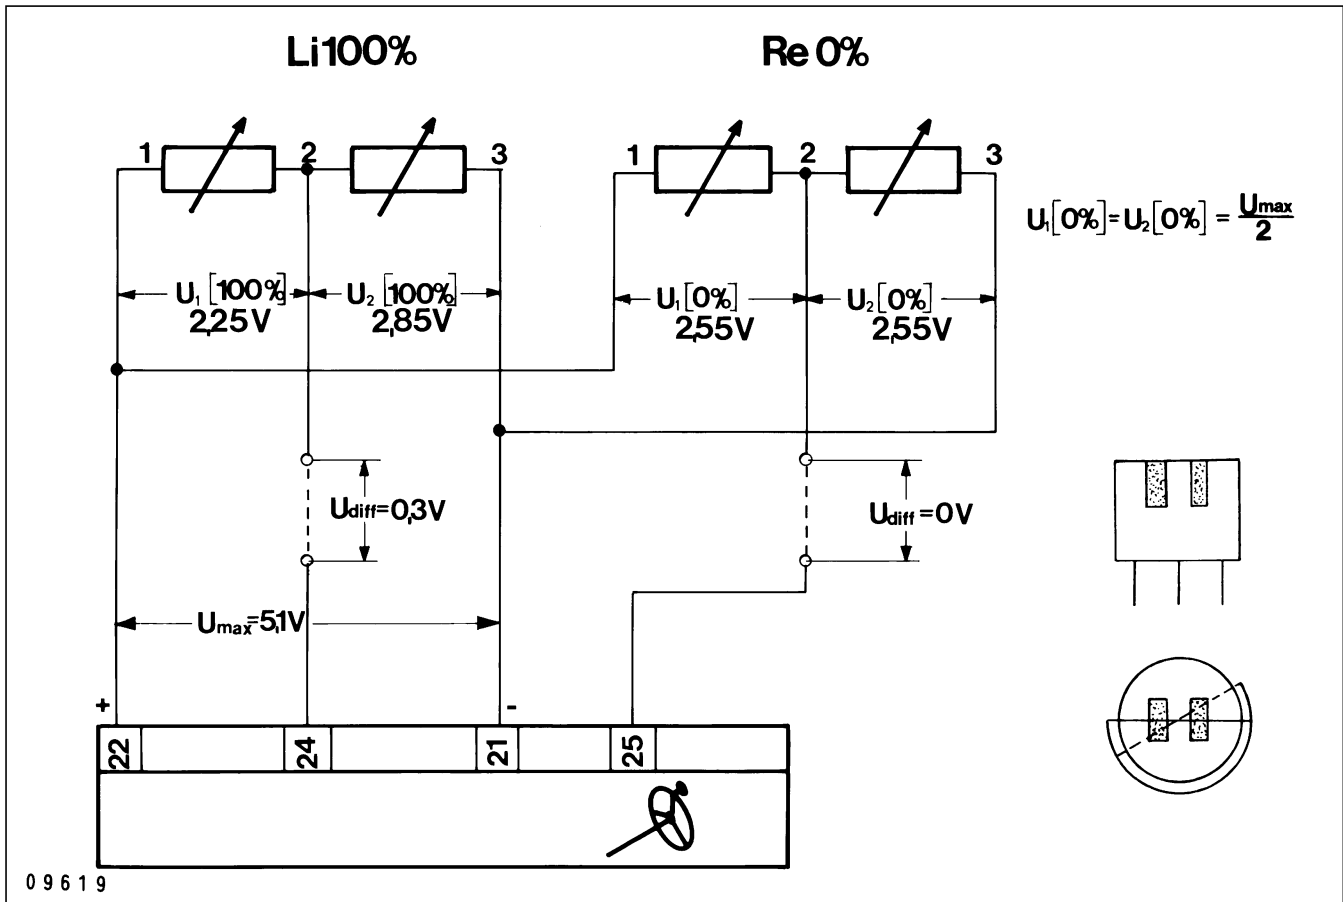 Li 100%
Re 0%
1 2 3
1 2 3
U₁[0%]=U₂[0%] = Umax/2
U₁ [100%] U₂ [100%]
2,25V 2,85V
U₁[0%] U₂[0%]
2,55V 2,55V
Udiff=0,3V
Udiff=0V
Umax=5,1V
+ -
22 24 21 25
09619